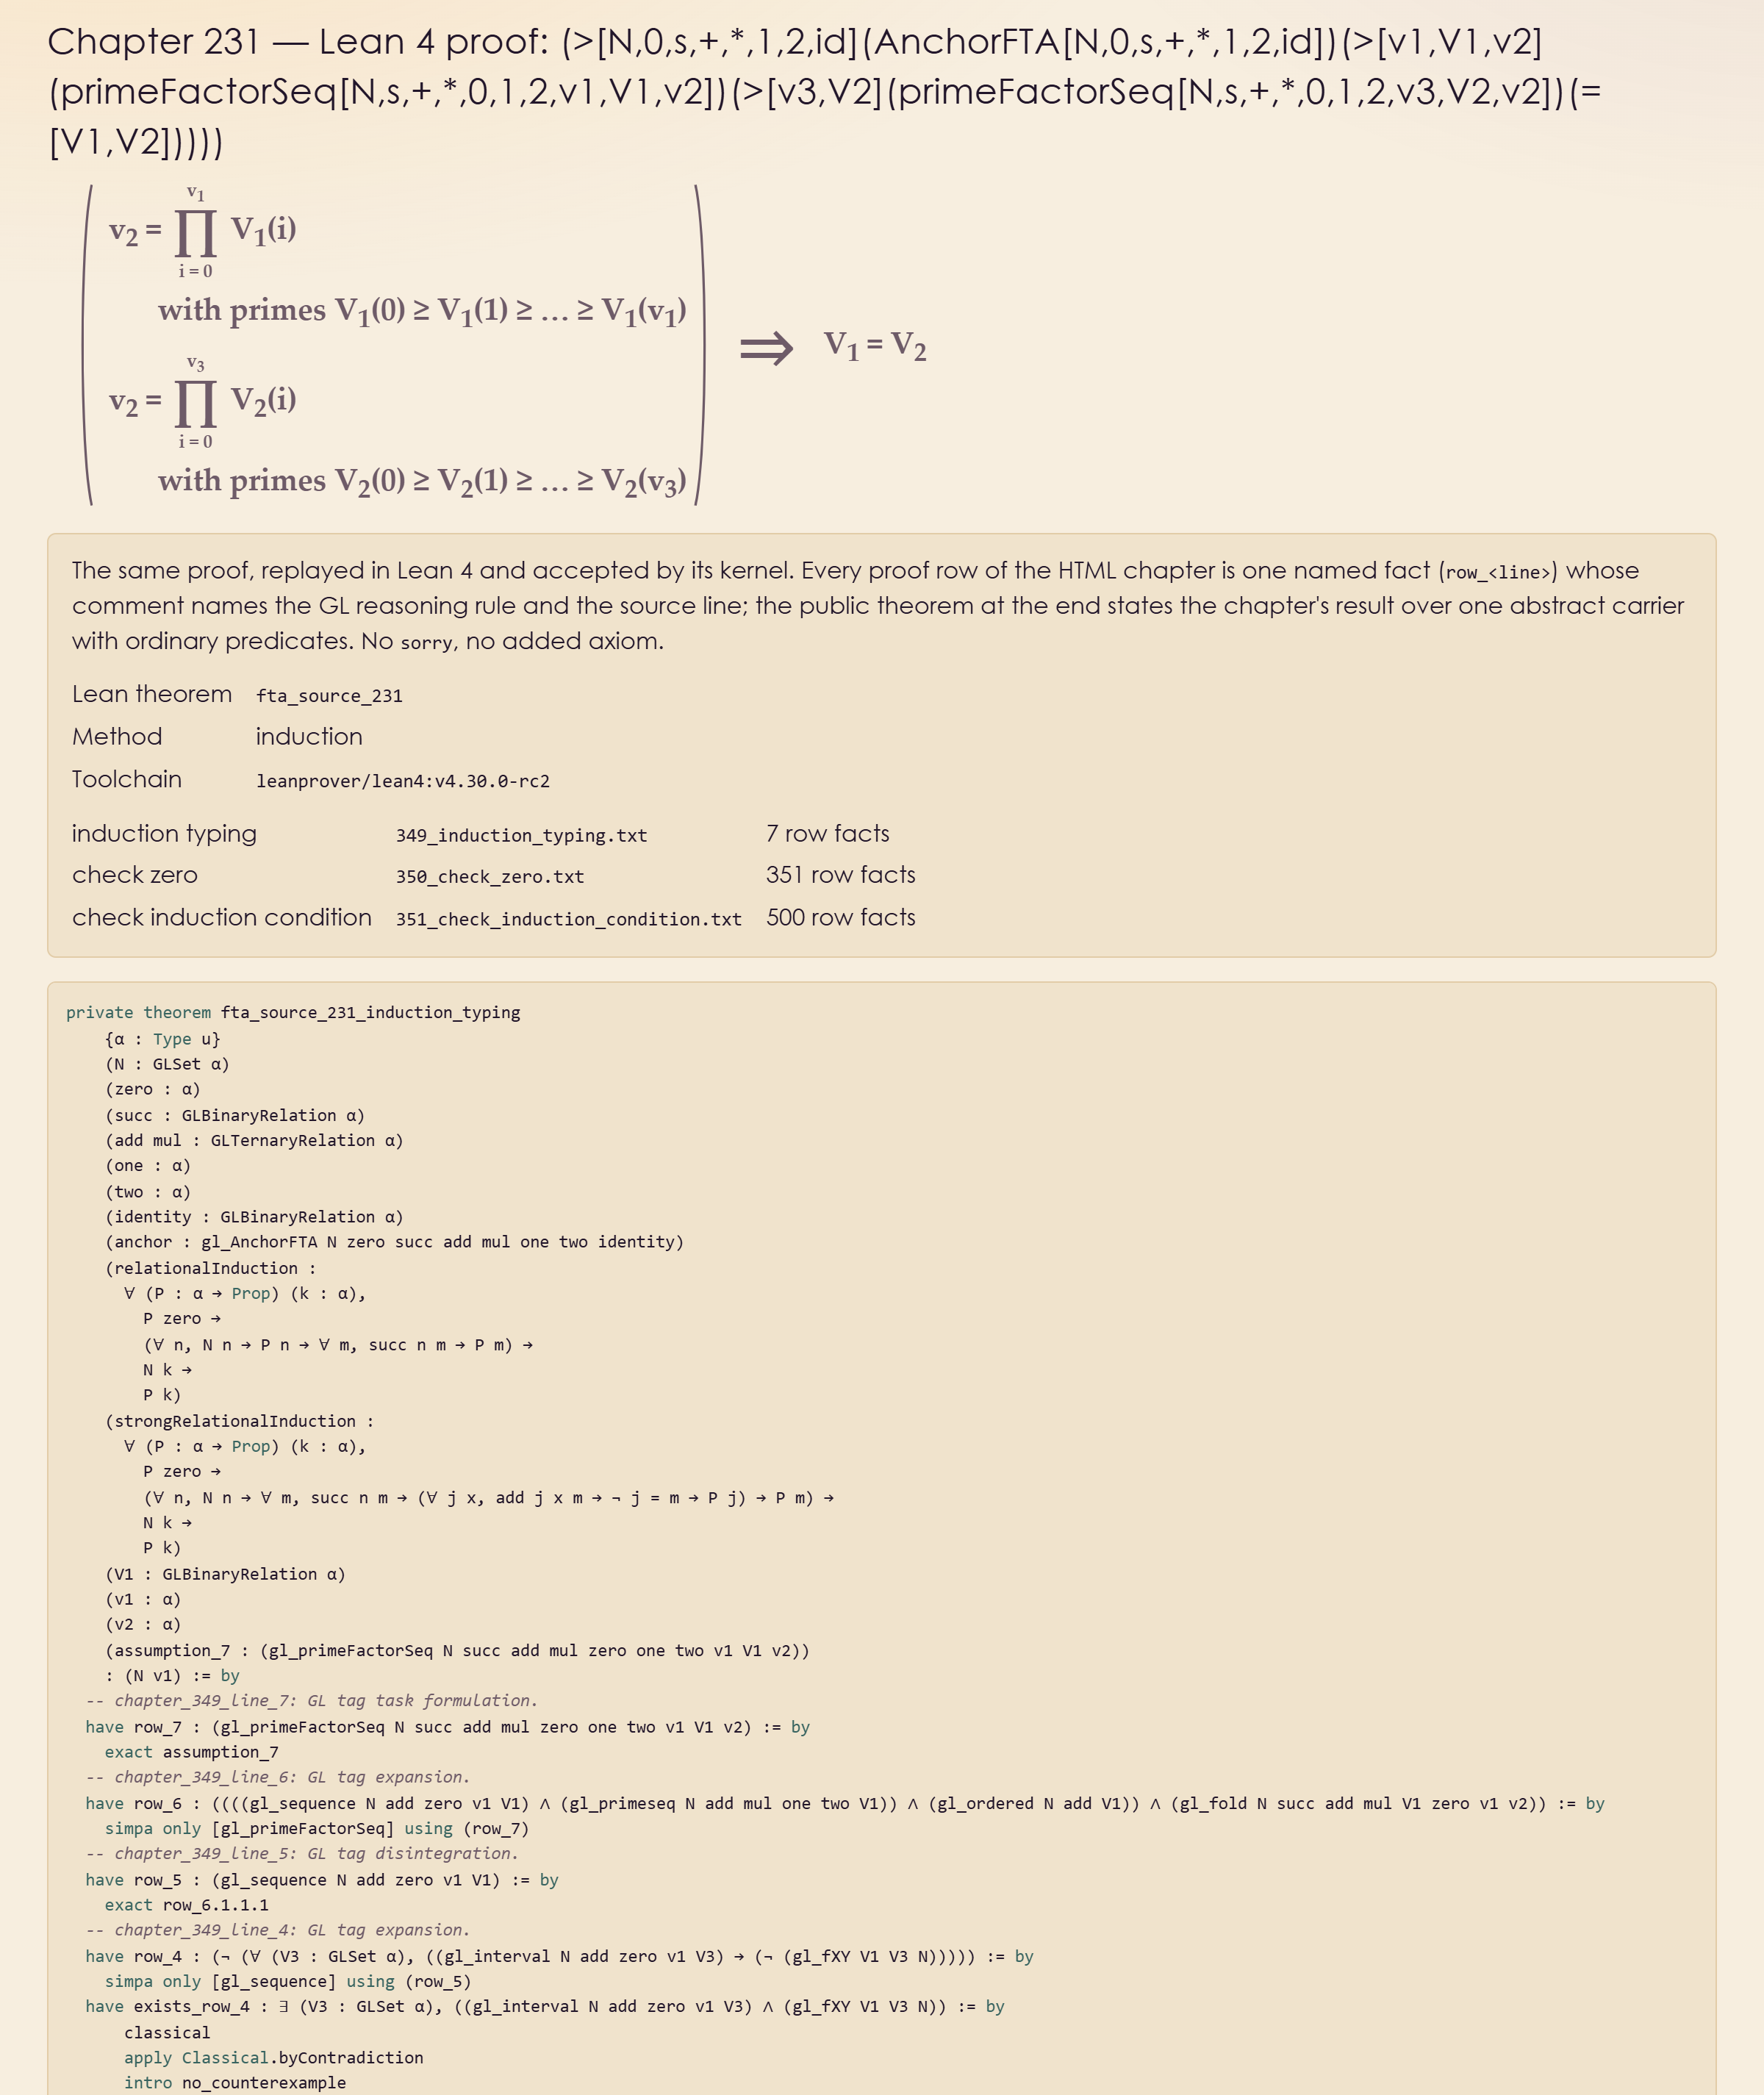 Chapter 231 — Lean 4 proof: (>[N,0,s,+,*,1,2,id](AnchorFTA[N,0,s,+,*,1,2,id])(>[v1,V1,v2]
(primeFactorSeq[N,s,+,*,0,1,2,v1,V1,v2])(>[v3,V2](primeFactorSeq[N,s,+,*,0,1,2,v3,V2,v2])(=
[V1,V2]))))
v1
v2 = ∏ V1(i)
i = 0
with primes V1(0) ≥ V1(1) ≥ … ≥ V1(v1)
v3
v2 = ∏ V2(i)
i = 0
with primes V2(0) ≥ V2(1) ≥ … ≥ V2(v3)
⇒ V1 = V2
The same proof, replayed in Lean 4 and accepted by its kernel. Every proof row of the HTML chapter is one named fact (row_<line>) whose
comment names the GL reasoning rule and the source line; the public theorem at the end states the chapter's result over one abstract carrier
with ordinary predicates. No sorry, no added axiom.
Lean theorem fta_source_231
Method induction
Toolchain leanprover/lean4:v4.30.0-rc2
induction typing 349_induction_typing.txt 7 row facts
check zero 350_check_zero.txt 351 row facts
check induction condition 351_check_induction_condition.txt 500 row facts
private theorem fta_source_231_induction_typing
{α : Type u}
(N : GLSet α)
(zero : α)
(succ : GLBinaryRelation α)
(add mul : GLTernaryRelation α)
(one : α)
(two : α)
(identity : GLBinaryRelation α)
(anchor : gl_AnchorFTA N zero succ add mul one two identity)
(relationalInduction :
∀ (P : α → Prop) (k : α),
P zero →
(∀ n, N n → P n → ∀ m, succ n m → P m) →
N k →
P k)
(strongRelationalInduction :
∀ (P : α → Prop) (k : α),
P zero →
(∀ n, N n → ∀ m, succ n m → (∀ j x, add j x m → ¬ j = m → P j) → P m) →
N k →
P k)
(V1 : GLBinaryRelation α)
(v1 : α)
(v2 : α)
(assumption_7 : (gl_primeFactorSeq N succ add mul zero one two v1 V1 v2))
: (N v1) := by
-- chapter_349_line_7: GL tag task formulation.
have row_7 : (gl_primeFactorSeq N succ add mul zero one two v1 V1 v2) := by
exact assumption_7
-- chapter_349_line_6: GL tag expansion.
have row_6 : ((((gl_sequence N add zero v1 V1) ∧ (gl_primeseq N add mul one two V1)) ∧ (gl_ordered N add V1)) ∧ (gl_fold N succ add mul V1 zero v1 v2)) := by
simpa only [gl_primeFactorSeq] using (row_7)
-- chapter_349_line_5: GL tag disintegration.
have row_5 : (gl_sequence N add zero v1 V1) := by
exact row_6.1.1.1
-- chapter_349_line_4: GL tag expansion.
have row_4 : (¬ (∀ (V3 : GLSet α), ((gl_interval N add zero v1 V3) → (¬ (gl_fXY V1 V3 N))))) := by
simpa only [gl_sequence] using (row_5)
have exists_row_4 : ∃ (V3 : GLSet α), ((gl_interval N add zero v1 V3) ∧ (gl_fXY V1 V3 N)) := by
classical
apply Classical.byContradiction
intro no_counterexample